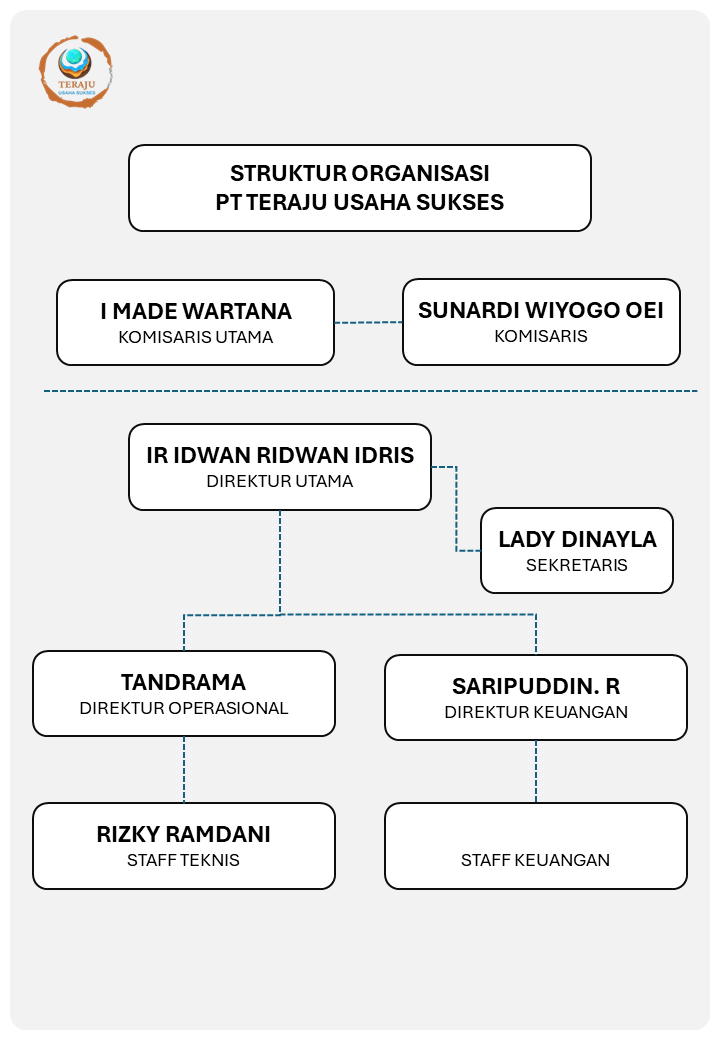 TERAJU
USAHA SUKSES
STRUKTUR ORGANISASI
PT TERAJU USAHA SUKSES
I MADE WARTANA
KOMISARIS UTAMA
SUNARDI WIYOGO OEI
KOMISARIS
IR IDWAN RIDWAN IDRIS
DIREKTUR UTAMA
LADY DINAYLA
SEKRETARIS
TANDRAMA
DIREKTUR OPERASIONAL
SARIPUDDIN. R
DIREKTUR KEUANGAN
RIZKY RAMDANI
STAFF TEKNIS
STAFF KEUANGAN